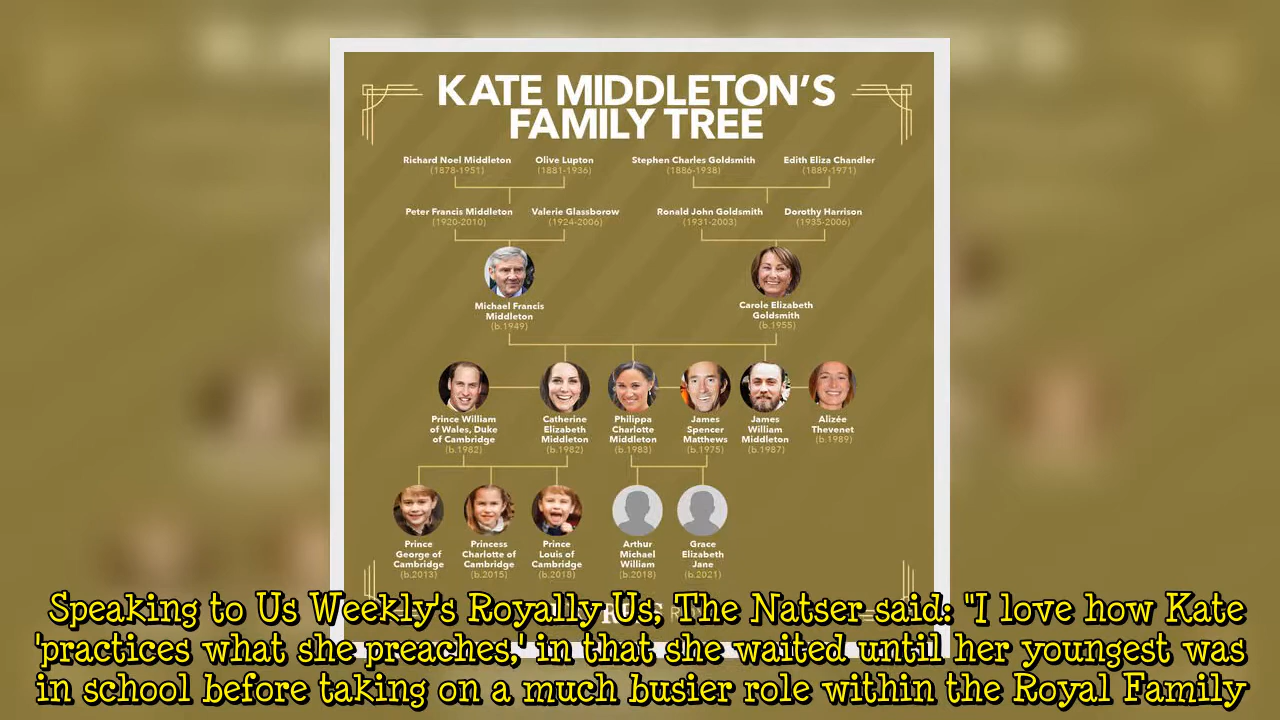 KATE MIDDLETON'S
FAMILY TREE
Richard Noel Middleton Olive Lupton Stephen Charles Goldsmith Edith Eliza Chandler
(1878-1951) (1881-1936) (1886-1938) (1889-1971)
Peter Francis Middleton Valerie Glassborow Ronald John Goldsmith Dorothy Harrison
(1920-2010) (1924-2006) (1931-2003) (1935-2006)
Michael Francis
Middleton
(b.1949)
Carole Elizabeth
Goldsmith
(b.1955)
Prince William
of Wales, Duke
of Cambridge
(b.1982)
Catherine
Elizabeth
Middleton
(b.1982)
Philippa
Charlotte
Middleton
(b.1983)
James
Spencer
Matthews
(b.1975)
James
William
Middleton
(b.1987)
Alizée
Thevenet
(b.1989)
Prince
George of
Cambridge
(b.2013)
Princess
Charlotte of
Cambridge
(b.2015)
Prince
Louis of
Cambridge
(b.2018)
Arthur
Michael
William
(b.2018)
Grace
Elizabeth
Jane
(b.2021)
Speaking to Us Weekly's Royally Us, The Natser said: "I love how Kate
'practices what she preaches,' in that she waited until her youngest was
in school before taking on a much busier role within the Royal Family